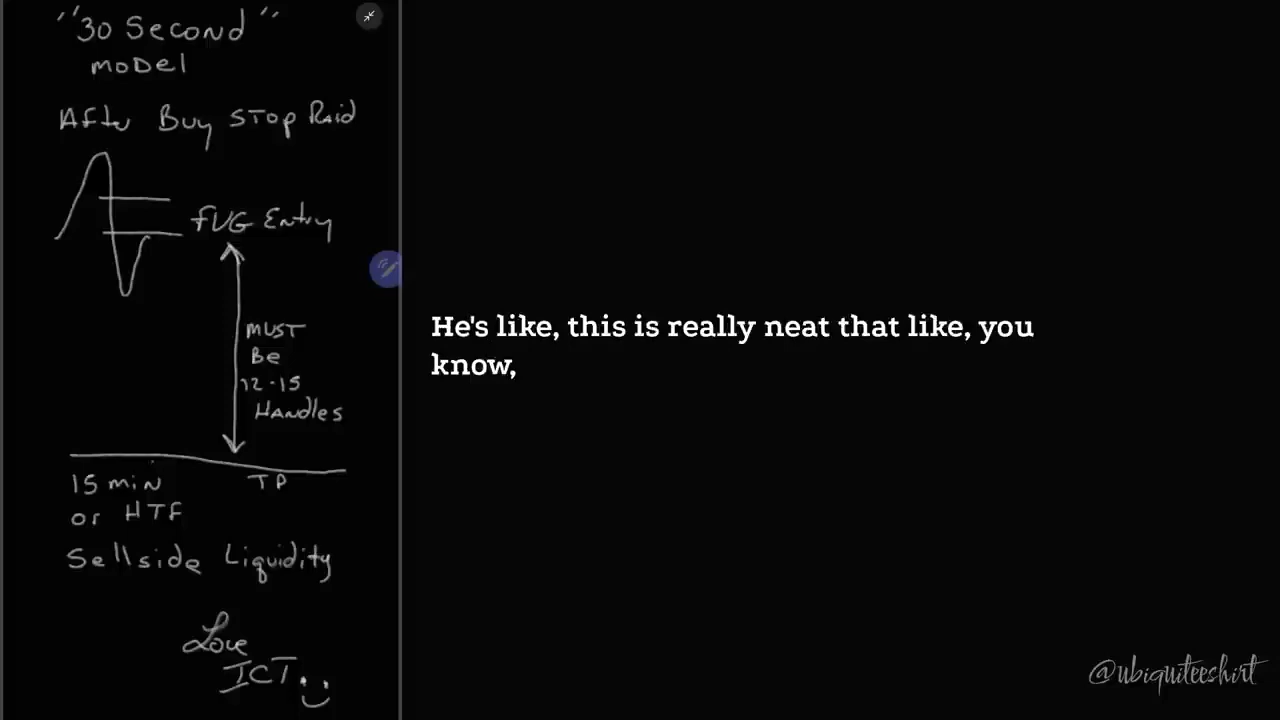 "30 Second"
moDel
After Buy STop Raid
FVG Entry
MUST
Be
12-15
HANdles
15 min
TP
or HTF
Sellside Liquidity
Love
ICT
He's like, this is really neat that like, you
know,
@ubiquiteeshirt